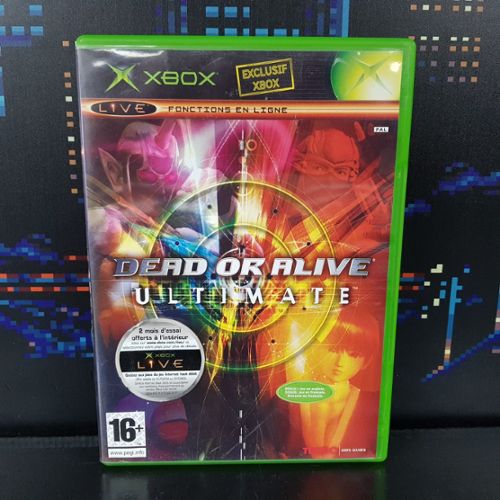 XBOX
EXCLUSIF
XBOX
LIVE FONCTIONS EN LIGNE
PAL
DEAD OR ALIVE
ULTIMATE
2 mois d'essai
offerts à l'intérieur
XBOX
LIVE
16+
www.pegi.info